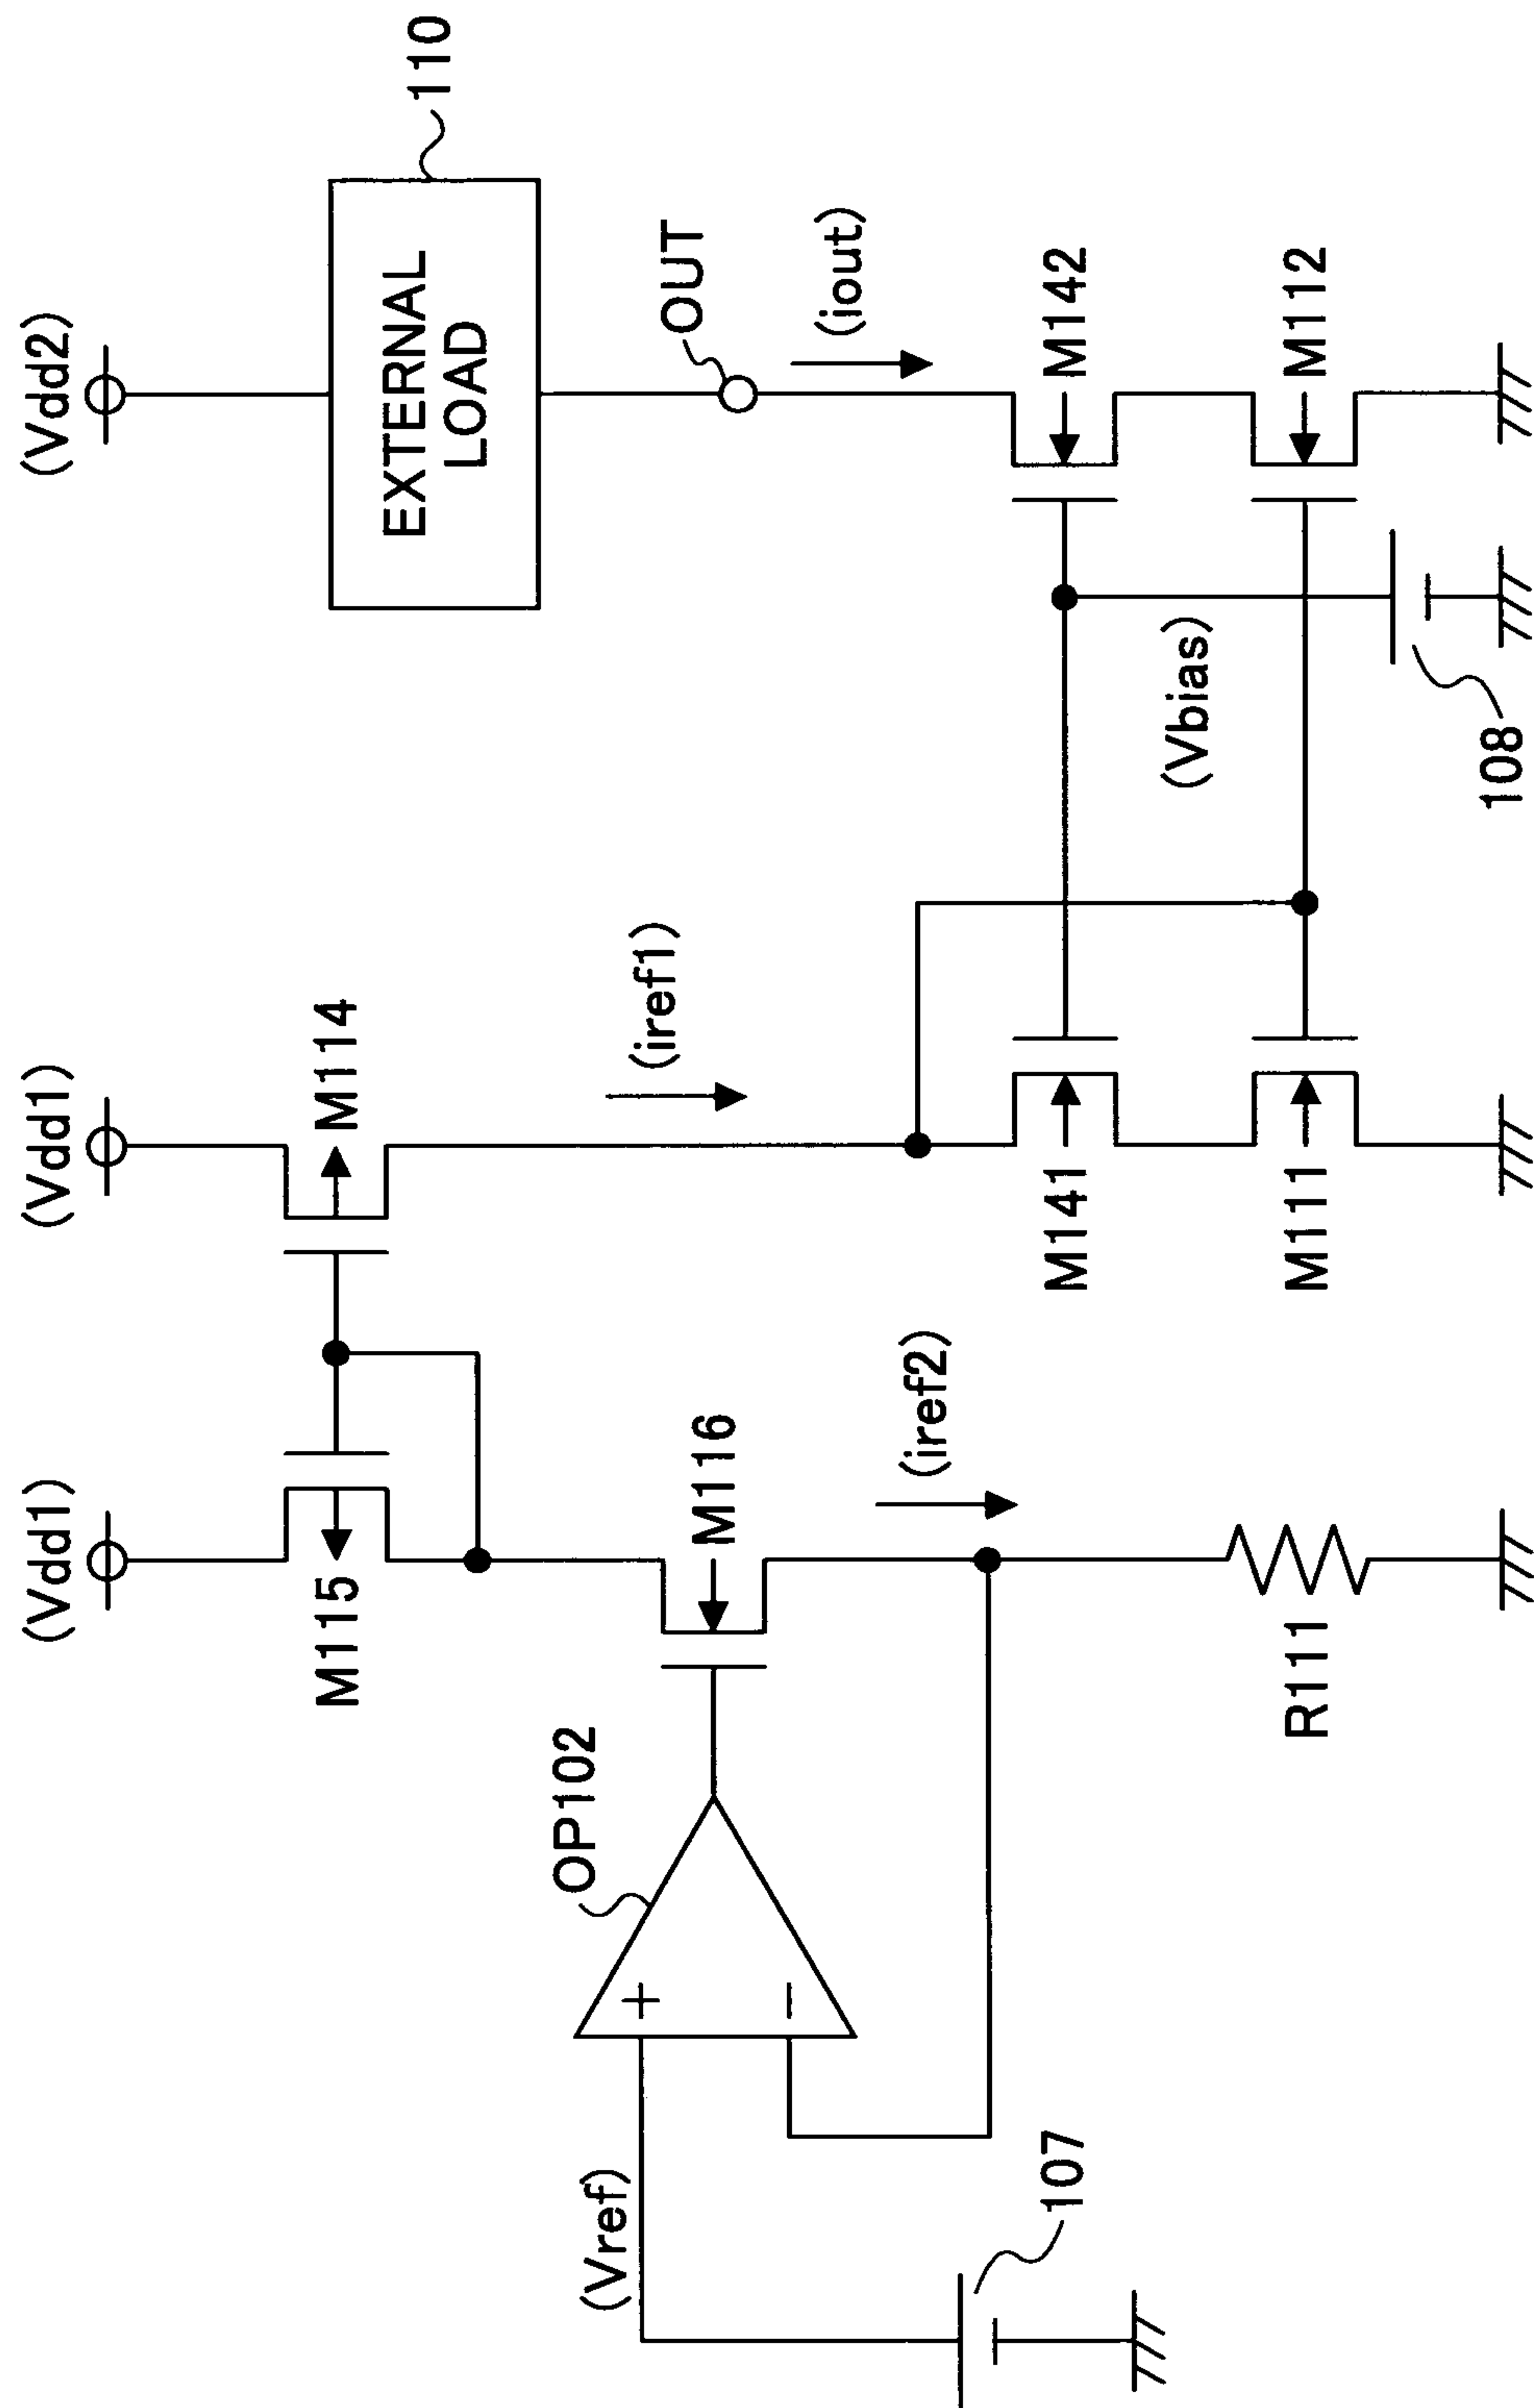 (Vdd1)
(Vdd1)
(Vdd2)
M115
M114
EXTERNAL
LOAD
110
OP102
+
−
M116
OUT
(Vref)
(iref2)
(iref1)
(iout)
107
M141
M142
(Vbias)
R111
M111
M112
108